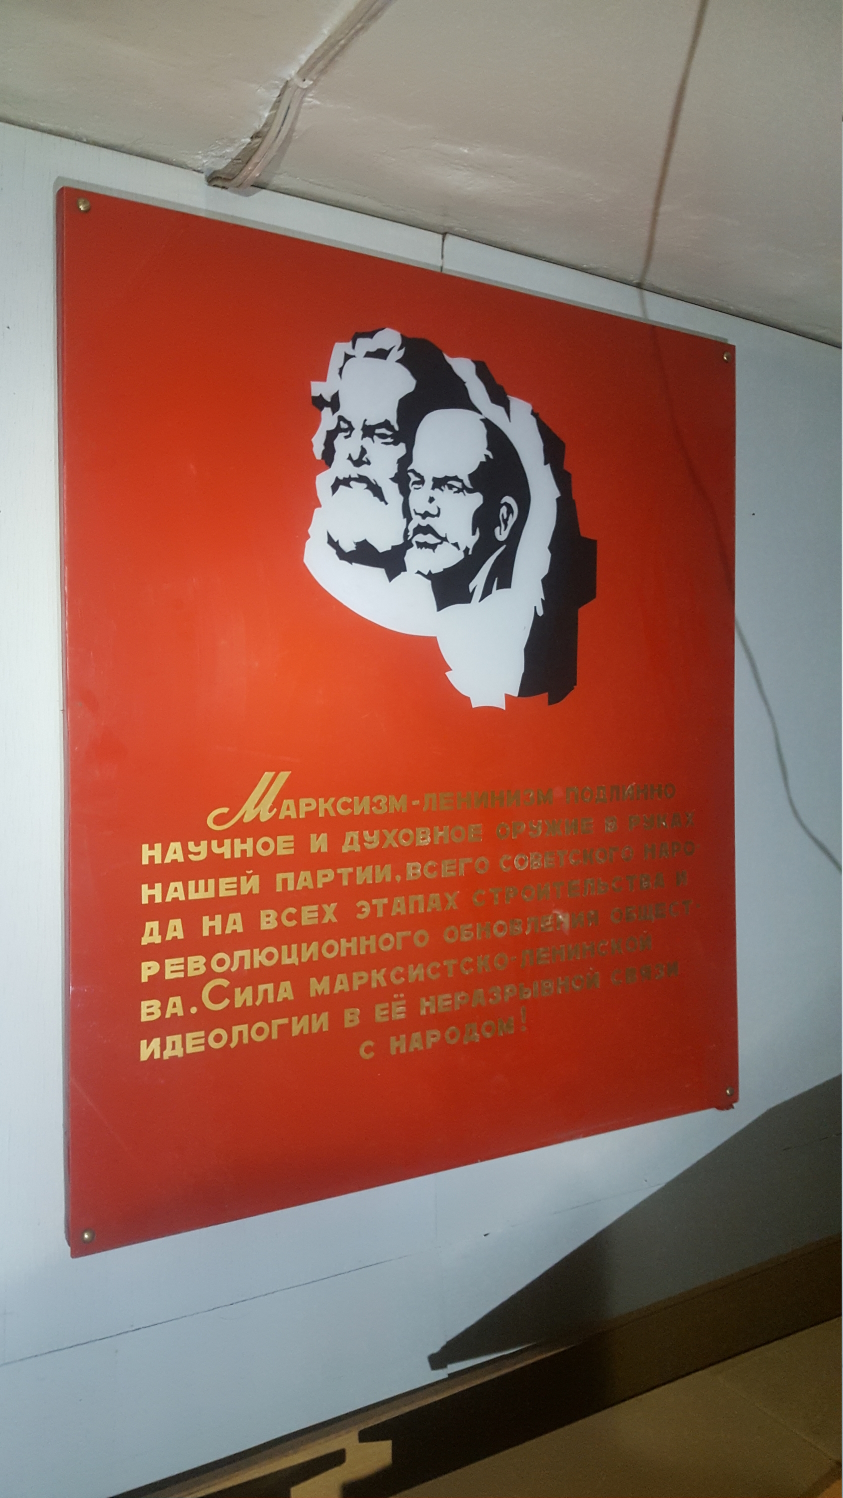 Марксизм-ленинизм подлинно
научное и духовное оружие в руках
нашей партии, всего советского наро-
да на всех этапах строительства и
революционного обновления общест-
ва. Сила марксистско-ленинской
идеологии в её неразрывной связи
с народом!